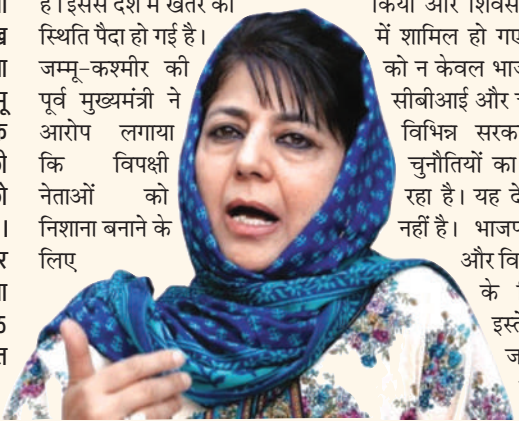 है। इससे देश में खतरे की
स्थिति पैदा हो गई है।
जम्मू-कश्मीर की
पूर्व मुख्यमंत्री ने
आरोप लगाया
कि विपक्षी
नेताओं को
निशाना बनाने के
लिए
किया और शिवसे
में शामिल हो गए
को न केवल भाज
सीबीआई और
विभिन्न सरक
चुनौतियों का
रहा है। यह दे
नहीं है। भाजप
और वि
के
इस्ते
ज